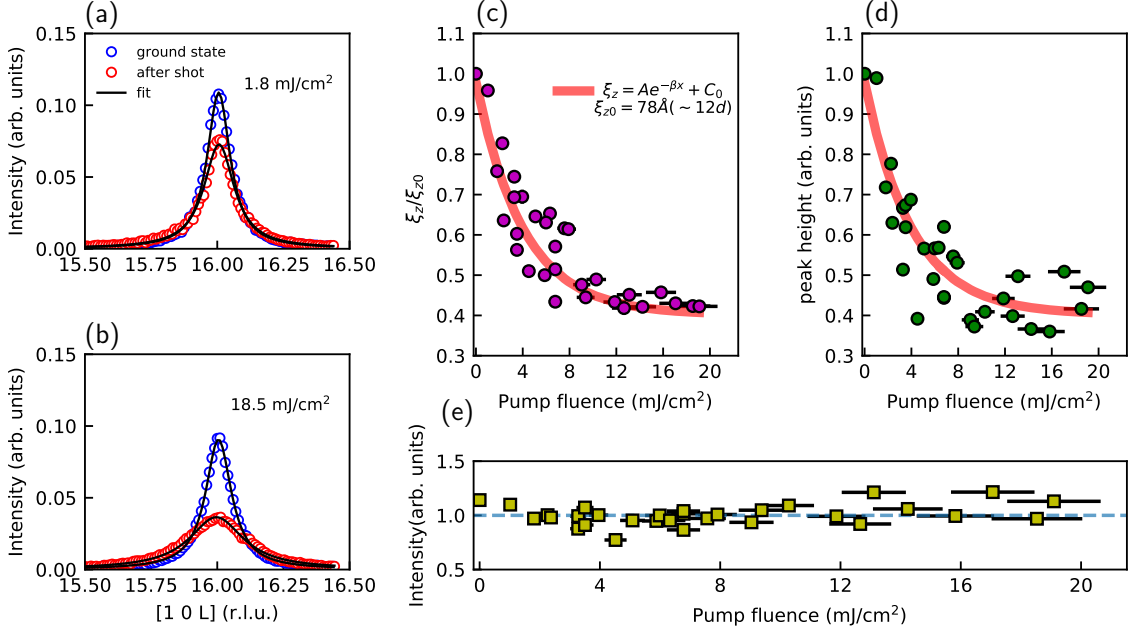 (a)
0.15
0.10
0.05
0.00
15.50 15.75 16.00 16.25 16.50
Intensity (arb. units)
ground state
after shot
fit
1.8 mJ/cm²
(b)
0.15
0.10
0.05
0.00
15.50 15.75 16.00 16.25 16.50
Intensity (arb. units)
18.5 mJ/cm²
[1 0 L] (r.l.u.)
(c)
1.0
0.9
0.8
0.7
0.6
0.5
0.4
0.3
0 4 8 12 16 20
ξz/ξz0
ξz = Ae^{−βx} + C₀
ξz0 = 78Å(∼ 12d)
Pump fluence (mJ/cm²)
(d)
1.0
0.9
0.8
0.7
0.6
0.5
0.4
0.3
0 4 8 12 16 20
peak height (arb. units)
Pump fluence (mJ/cm²)
(e)
1.5
1.0
0.5
0 4 8 12 16 20
Intensity(arb. units)
Pump fluence (mJ/cm²)